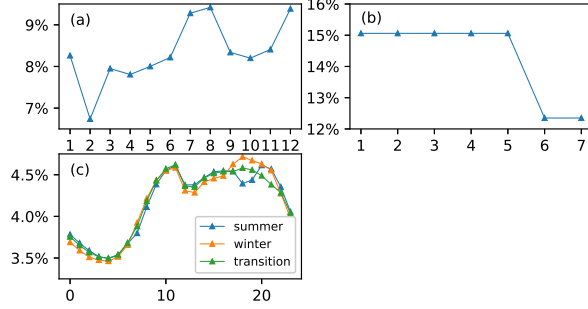 (a)
9%
8%
7%
1 2 3 4 5 6 7 8 9 10 11 12
(b)
16%
15%
14%
13%
12%
1 2 3 4 5 6 7
(c)
4.5%
4.0%
3.5%
summer
winter
transition
0 10 20